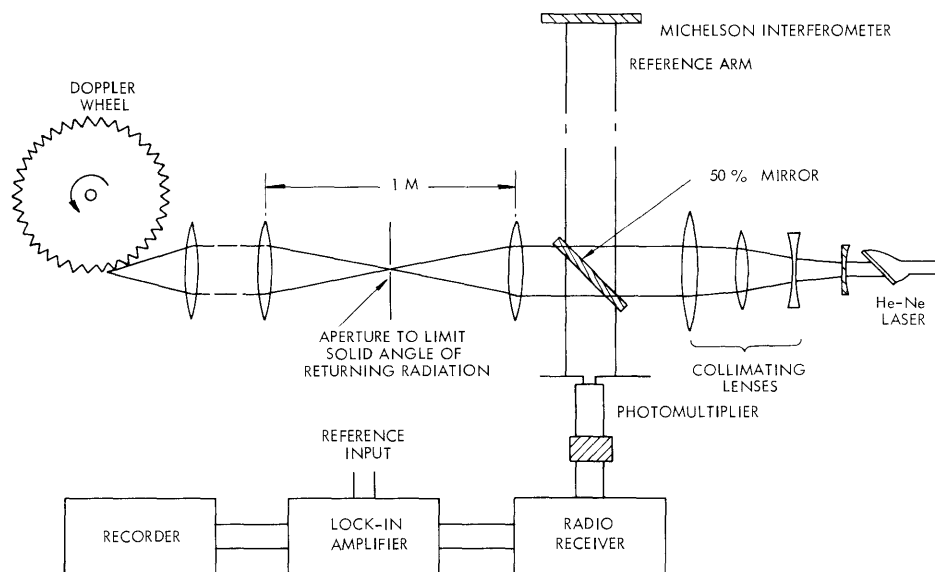 MICHELSON INTERFEROMETER
REFERENCE ARM
DOPPLER
WHEEL
1 M
50 % MIRROR
He-Ne
LASER
APERTURE TO LIMIT
SOLID ANGLE OF
RETURNING RADIATION
COLLIMATING
LENSES
PHOTOMULTIPLIER
REFERENCE
INPUT
RECORDER
LOCK-IN
AMPLIFIER
RADIO
RECEIVER